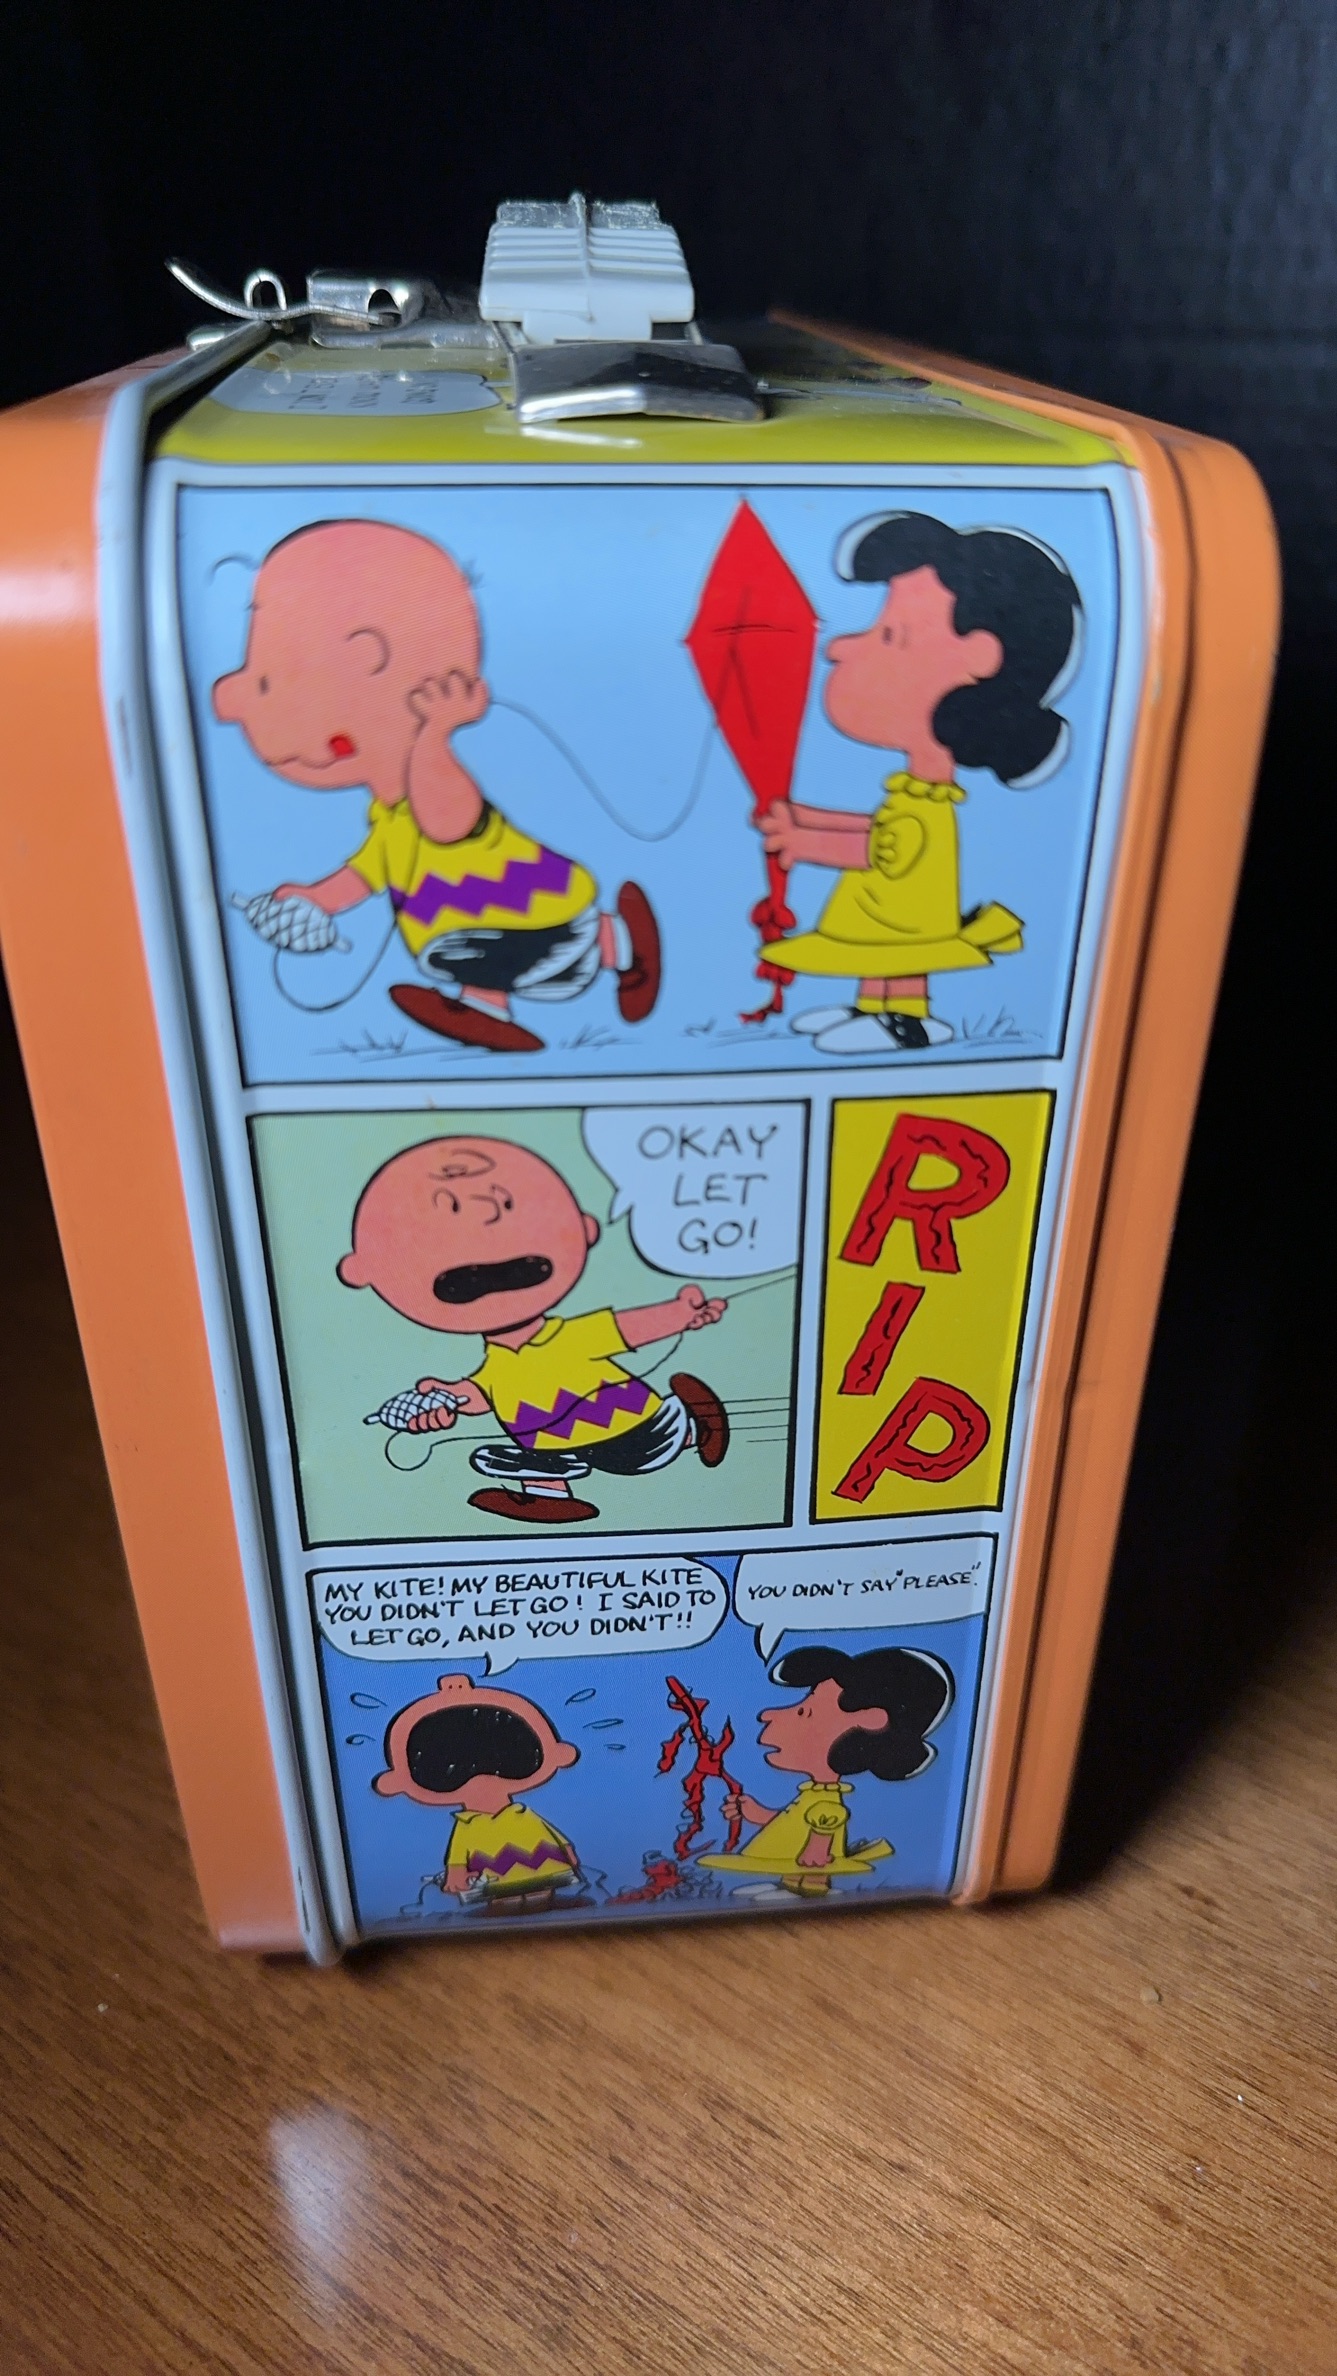 OKAY
LET
GO!
RIP
MY KITE! MY BEAUTIFUL KITE
YOU DIDN'T LET GO! I SAID TO
LET GO, AND YOU DIDN'T!!
YOU DIDN'T SAY "PLEASE".